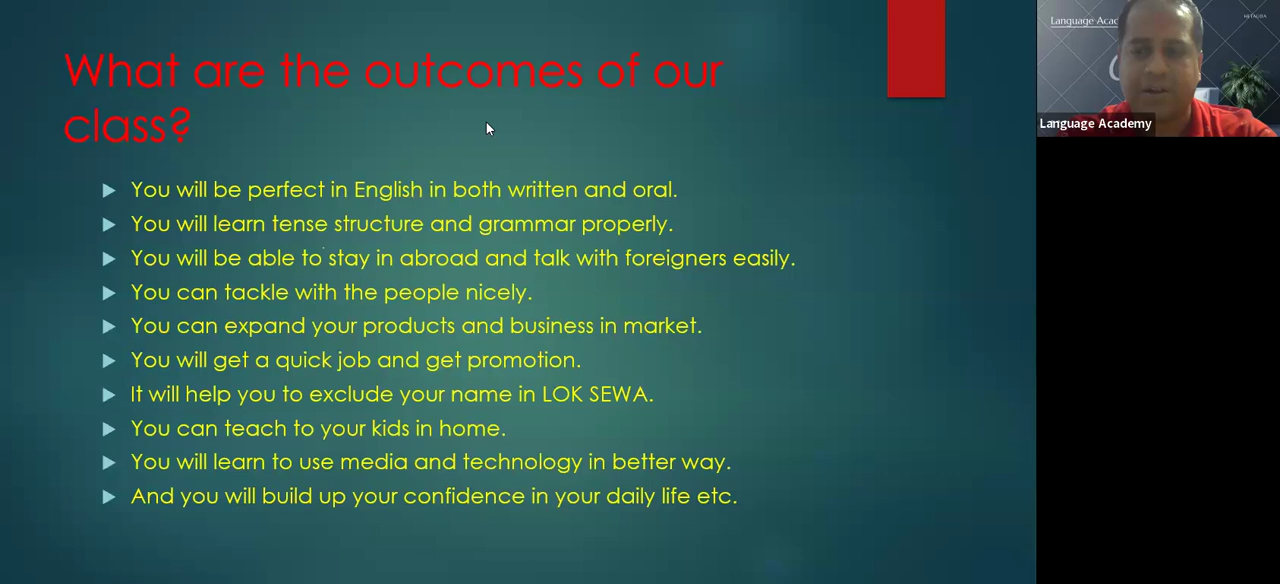 What are the outcomes of our
class?
You will be perfect in English in both written and oral.
You will learn tense structure and grammar properly.
You will be able to stay in abroad and talk with foreigners easily.
You can tackle with the people nicely.
You can expand your products and business in market.
You will get a quick job and get promotion.
It will help you to exclude your name in LOK SEWA.
You can teach to your kids in home.
You will learn to use media and technology in better way.
And you will build up your confidence in your daily life etc.
Language Acad
Language Academy